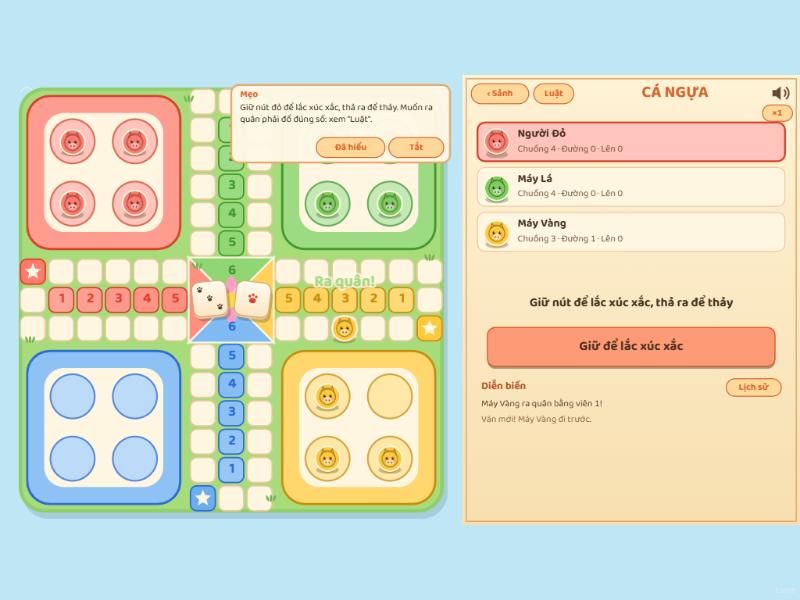 Mẹo
Giữ nút đỏ để lắc xúc xắc, thả ra để thảy. Muốn ra
quân phải đổ đúng số: xem "Luật".
Đã hiểu
Tắt
3
4
5
6
1 2 3 4 5
Ra quân!
5 4 3 2 1
6
5
4
3
2
1
‹ Sảnh
Luật
CÁ NGỰA
×1
Người Đỏ
Chuồng 4 · Đường 0 · Lên 0
Máy Lá
Chuồng 4 · Đường 0 · Lên 0
Máy Vàng
Chuồng 3 · Đường 1 · Lên 0
Giữ nút để lắc xúc xắc, thả ra để thảy
Giữ để lắc xúc xắc
Diễn biến
Lịch sử
Máy Vàng ra quân bằng viên 1!
Ván mới! Máy Vàng đi trước.